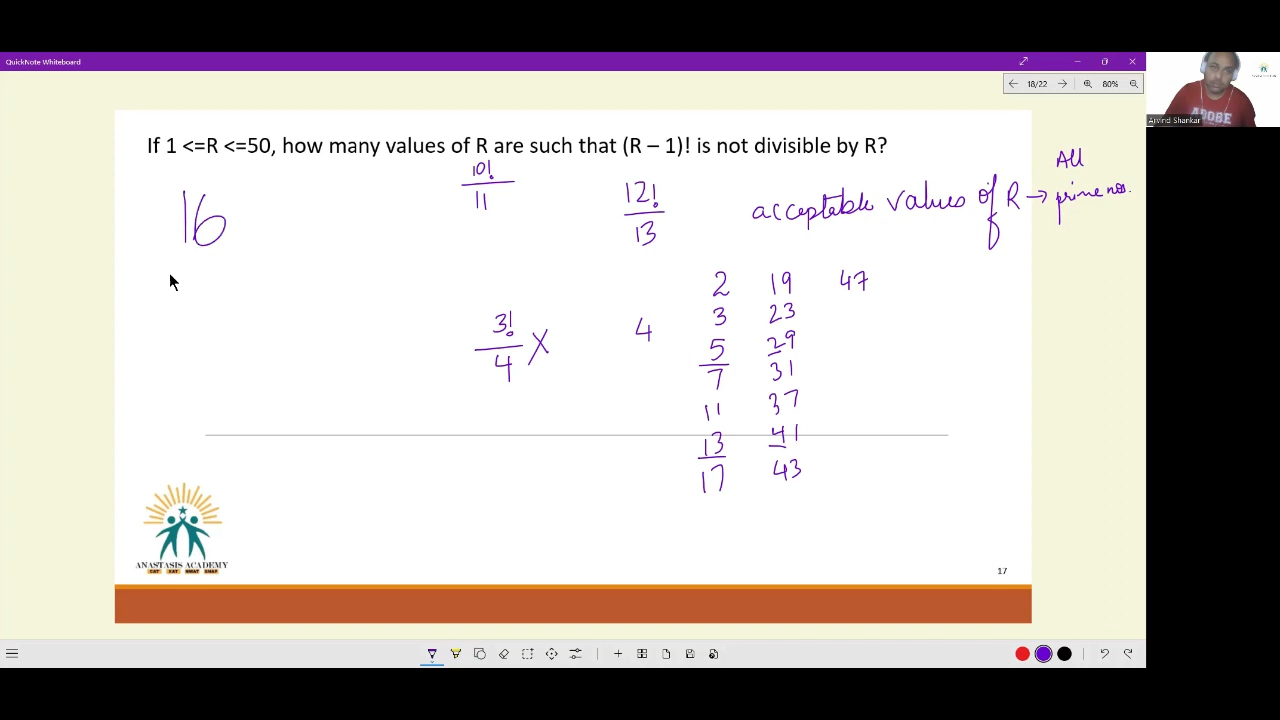 QuickNote Whiteboard
18/22
80%
Arvind Shankar
ADOBE
If 1 <=R <=50, how many values of R are such that (R – 1)! is not divisible by R?
16
10!
11
12!
13
acceptable values of R → All
prime nos.
3!
4
X
4
2 19 47
3 23
5 29
7 31
11 37
13 41
17 43
ANASTASIS ACADEMY
17